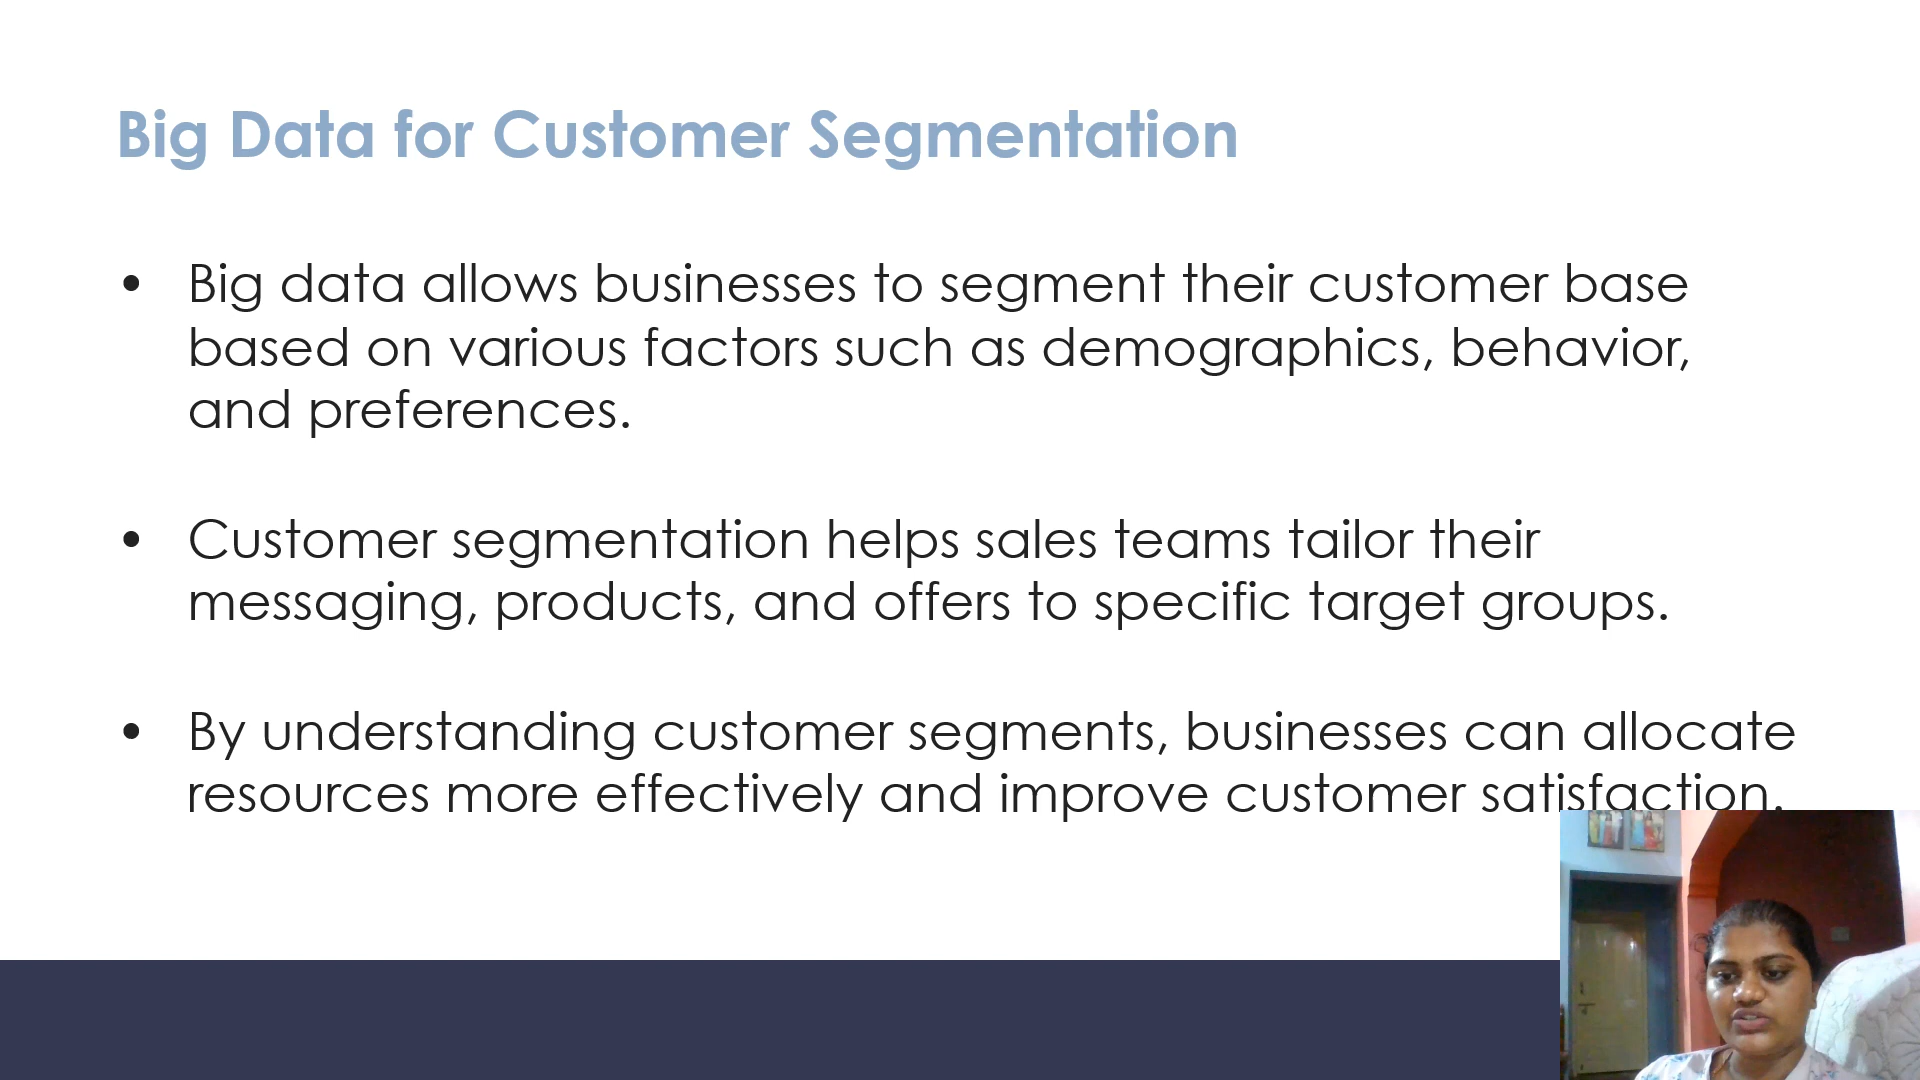 Big Data for Customer Segmentation
• Big data allows businesses to segment their customer base
based on various factors such as demographics, behavior,
and preferences.
• Customer segmentation helps sales teams tailor their
messaging, products, and offers to specific target groups.
• By understanding customer segments, businesses can allocate
resources more effectively and improve customer satisfaction.